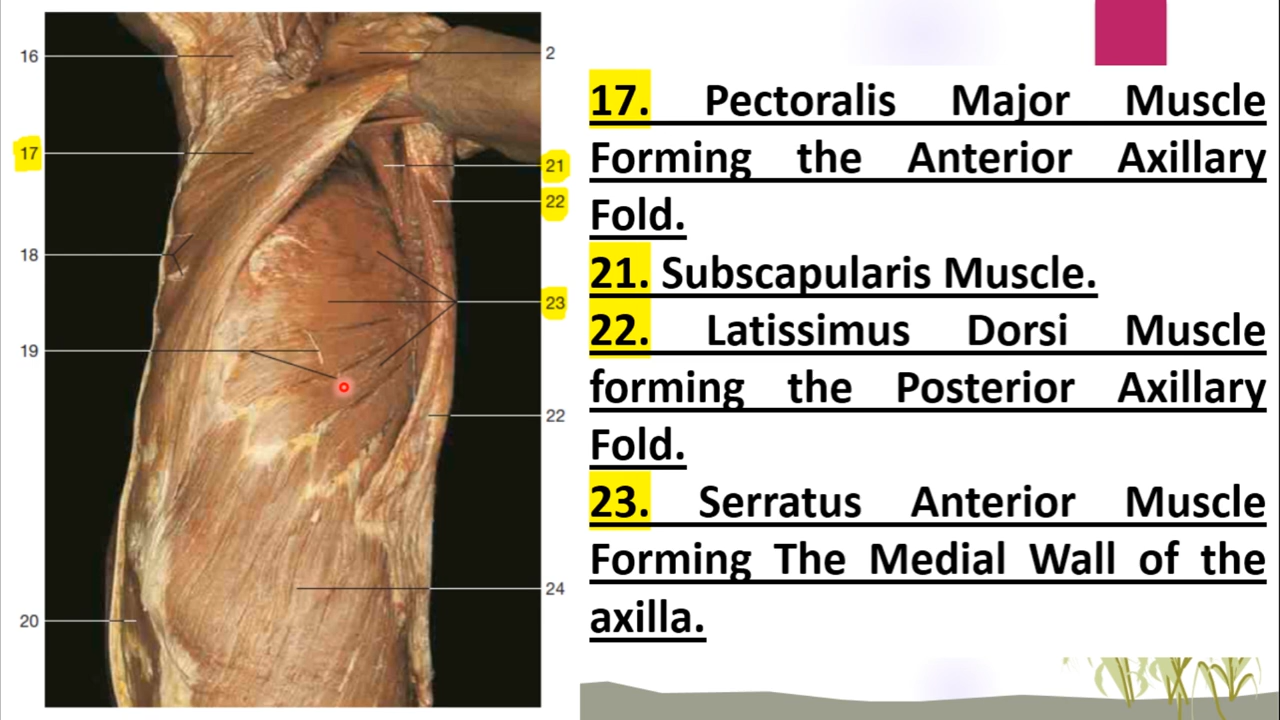 16
17
18
19
20
2
21
22
23
22
24
17. Pectoralis Major Muscle
Forming the Anterior Axillary
Fold.
21. Subscapularis Muscle.
22. Latissimus Dorsi Muscle
forming the Posterior Axillary
Fold.
23. Serratus Anterior Muscle
Forming The Medial Wall of the
axilla.